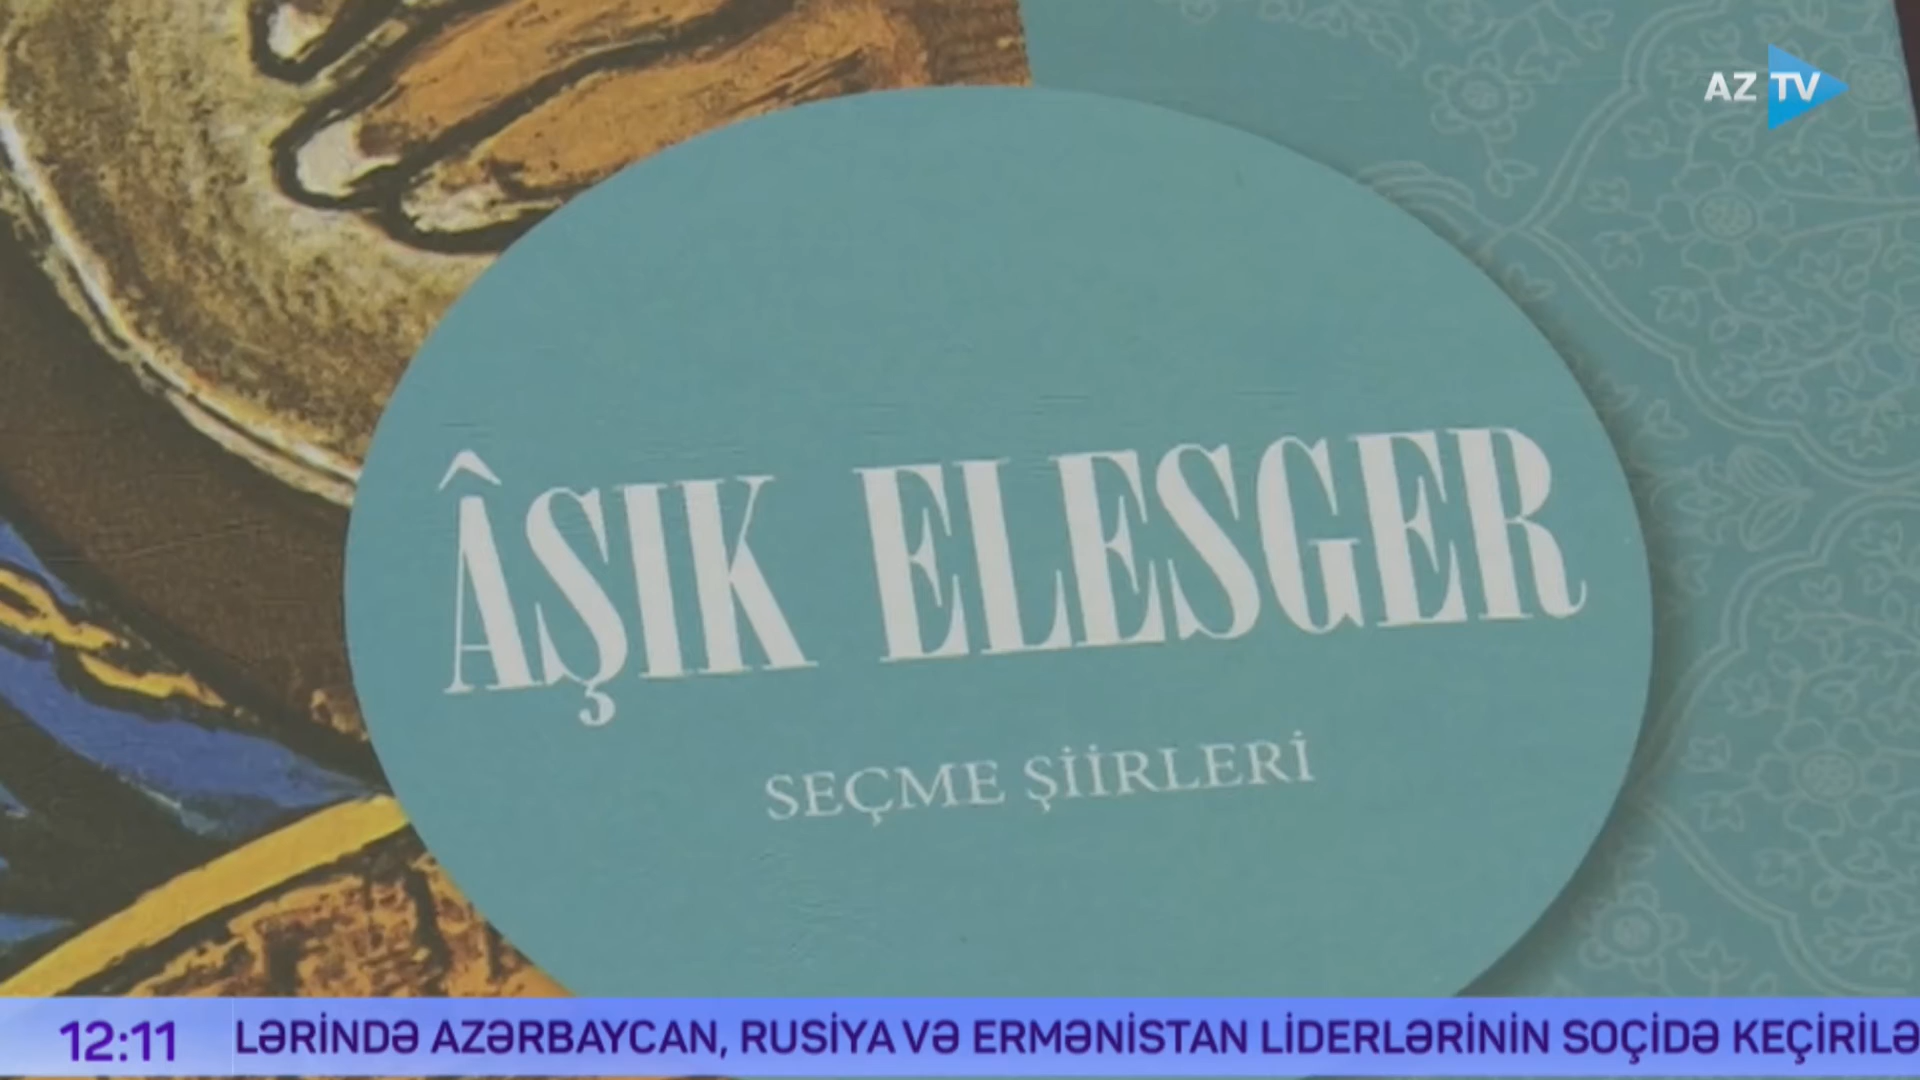 AZ TV
ÂŞIK ELESGER
SEÇME ŞİİRLERİ
12:11 LƏRİNDƏ AZƏRBAYCAN, RUSİYA VƏ ERMƏNİSTAN LİDERLƏRİNİN SOÇİDƏ KEÇİRİLƏ